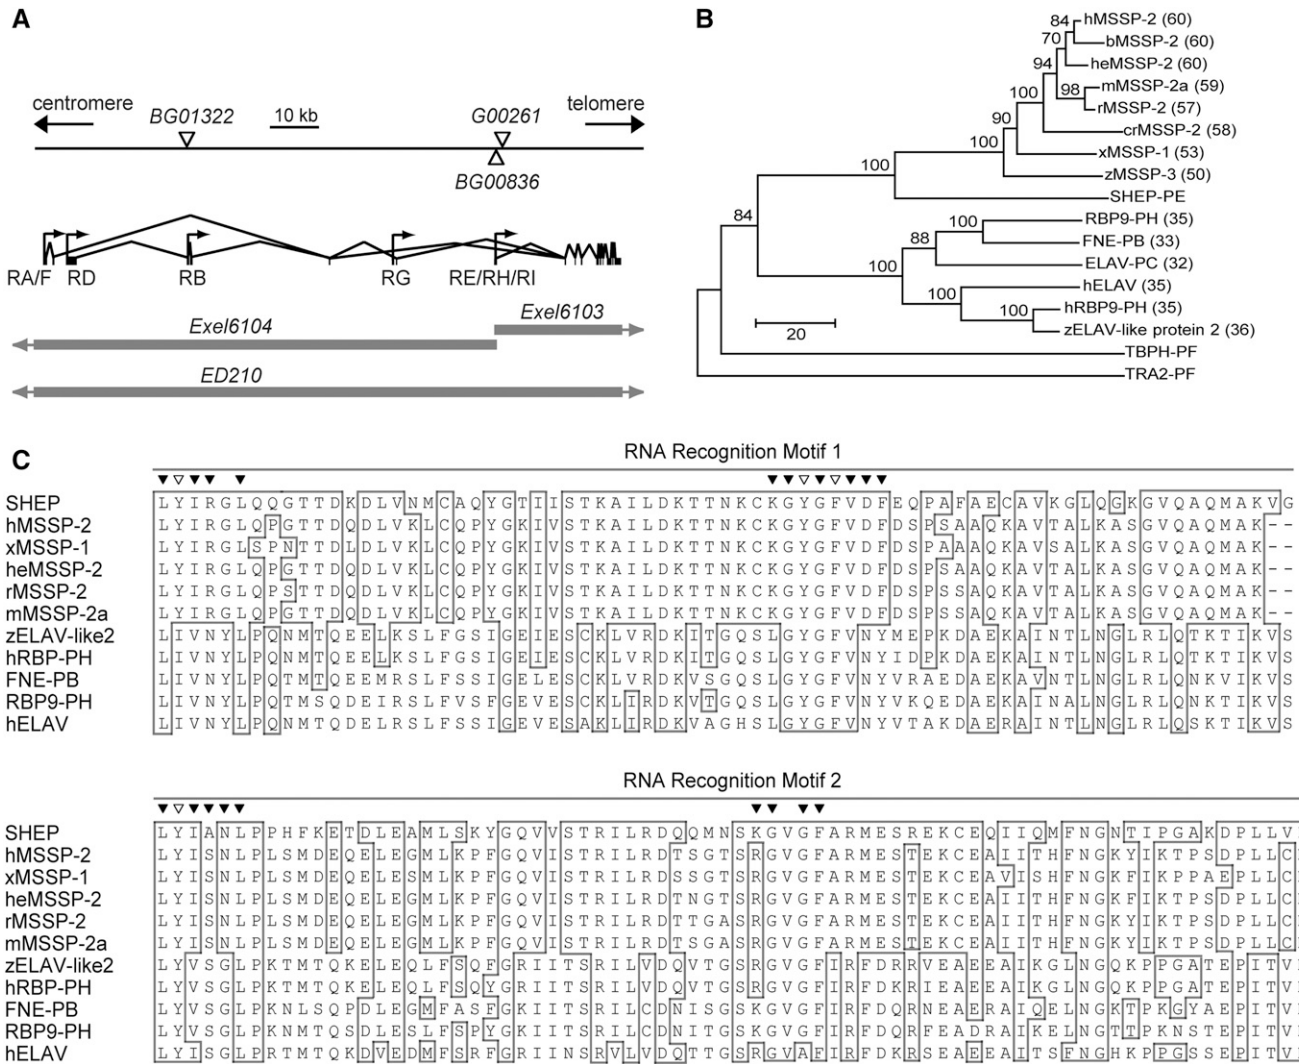 A
centromere
BG01322
10 kb
G00261
telomere
BG00836
RA/F
RD
RB
RG
RE/RH/RI
Exel6104
Exel6103
ED210
B
84
hMSSP-2 (60)
70
bMSSP-2 (60)
94
heMSSP-2 (60)
100
98
mMSSP-2a (59)
rMSSP-2 (57)
90
crMSSP-2 (58)
100
xMSSP-1 (53)
100
zMSSP-3 (50)
SHEP-PE
84
100
RBP9-PH (35)
88
FNE-PB (33)
100
ELAV-PC (32)
100
hELAV (35)
100
hRBP9-PH (35)
20
zELAV-like protein 2 (36)
TBPH-PF
TRA2-PF
C
RNA Recognition Motif 1
SHEP LYIRGLQQGTTDKDLVNMCAQYGTIISTKAILDKTTNKCKGYGFVDFEQPAFAECAVKGLQGKGVQAQMAKVG
hMSSP-2 LYIRGLQPGTTDQDLVKLCQPYGKIVSTKAILDKTTNKCKGYGFVDFDSPSAAQKAVTALKASGVQAQMAK--
xMSSP-1 LYIRGLSPNTTDLDLVKLCQPYGKIVSTKAILDKTTNKCKGYGFVDFDSPAAAQKAVSALKASGVQAQMAK--
heMSSP-2 LYIRGLQPGTTDQDLVKLCQPYGKIVSTKAILDKTTNKCKGYGFVDFDSPSAAQKAVTALKASGVQAQMAK--
rMSSP-2 LYIRGLQPSTTDQDLVKLCQPYGKIVSTKAILDKTTNKCKGYGFVDFDSPSSAQKAVTALKASGVQAQMAK--
mMSSP-2a LYIRGLQPGTTDQDLVKLCQPYGKIVSTKAILDKTTNKCKGYGFVDFDSPSSAQKAVTALKASGVQAQMAK--
zELAV-like2 LIVNYLPQNMTQEELKSLFGSIGEIESCKLVRDKITGQSLGYGFVNYMEPKDAEKAINTLNGLRLQTKTIKVS
hRBP-PH LIVNYLPQNMTQEELKSLFGSIGEIESCKLVRDKITGQSLGYGFVNYIDPKDAEKAINTLNGLRLQTKTIKVS
FNE-PB LIVNYLPQTMTQEEMRSLFSSIGELESCKLVRDKVSGQSLGYGFVNYVRAEDAEKAVNTLNGLRLQNKVIKVS
RBP9-PH LIVNYLPQTMSQDEIRSLFVSFGEVESCKLIRDKVTGQSLGYGFVNYVKQEDAEKAINALNGLRLQNKTIKVS
hELAV LIVNYLPQNMTQDELRSLFSSIGEVESAKLIRDKVAGHSLGYGFVNYVTAKDAERAINTLNGLRLQSKTIKVS
RNA Recognition Motif 2
SHEP LYIANLPPHFKETDLEAMLSKYGQVVSTRILRDQQMNSKGVGFARMESREKCEQIIQMFNGNTIPGAKDPLLV
hMSSP-2 LYISNLPLSMDEQELEGMLKPFGQVISTRILRDTSGTSRGVGFARMESTEKCEAIITHFNGKYIKTPSDPLLC
xMSSP-1 LYISNLPLSMDEQELESMLKPFGQVISTRILRDSSGTSRGVGFARMESTEKCEAVISHFNGKFIKPPAEPLLC
heMSSP-2 LYISNLPLSMDEQELEGMLKPFGQVISTRILRDTNGTSRGVGFARMESTEKCEAIITHFNGKYIKTPSDPLLC
rMSSP-2 LYISNLPLSMDEQELEGMLKPFGQVISTRILRDTSGASRGVGFARMESTEKCEAIITHFNGKYIKTPSDPLLC
mMSSP-2a LYISNLPLSMDEQELEGMLKPFGQVISTRILRDTSGASRGVGFARMESTEKCEAIITHFNGKYIKTPSDPLLC
zELAV-like2 LYVSGLPKTMTQKELEQLFSQFGRIITSRILVDQVTGSRGVGFIRFDRRVEAEEAIKGLNGQKPPGATEPITV
hRBP-PH LYVSGLPKTMTQKELEQLFSQYGRIITSRILVDQVTGSRGVGFIRFDKRIEAEEAIKGLNGQKPPGATEPITV
FNE-PB LYVSGLPKNLSQPDLEGMFASFGKIITSRILCDNISGSKGVGFIRFDQRNEAERAIQELNGKTPKGYAEPITV
RBP9-PH LYVSGLPKNMTQSDLESLFSPYGKIITSRILCDNITGSKGVGFIRFDQRFEADRAIKELNGTTPKNSTEPITV
hELAV LYISGLPRTMTQKDVEDMFSRFGRIINSRVLVDQTTGSRGVAFIRFDKRSEAEEAITSFNGHKPPGSSEPITV